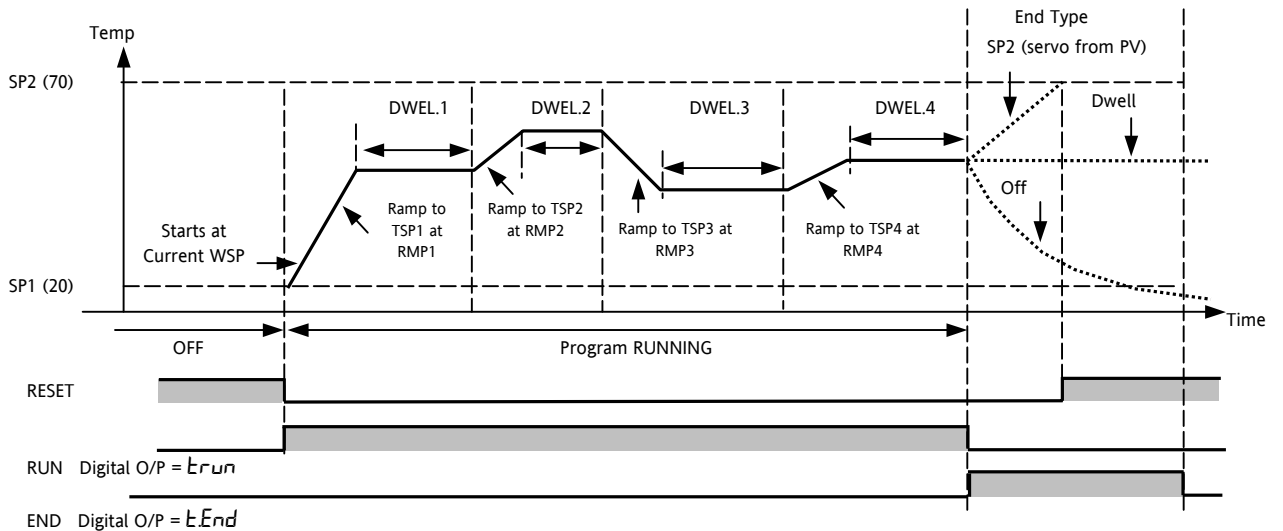 End Type
Temp
SP2 (servo from PV)
SP2 (70)
DWEL.1
DWEL.2
DWEL.3
DWEL.4
Dwell
Off
Starts at
Current WSP
Ramp to
TSP1 at
RMP1
Ramp to TSP2
at RMP2
Ramp to TSP3 at
RMP3
Ramp to TSP4 at
RMP4
SP1 (20)
Time
OFF
Program RUNNING
RESET
RUN Digital O/P = trun
END Digital O/P = t.End